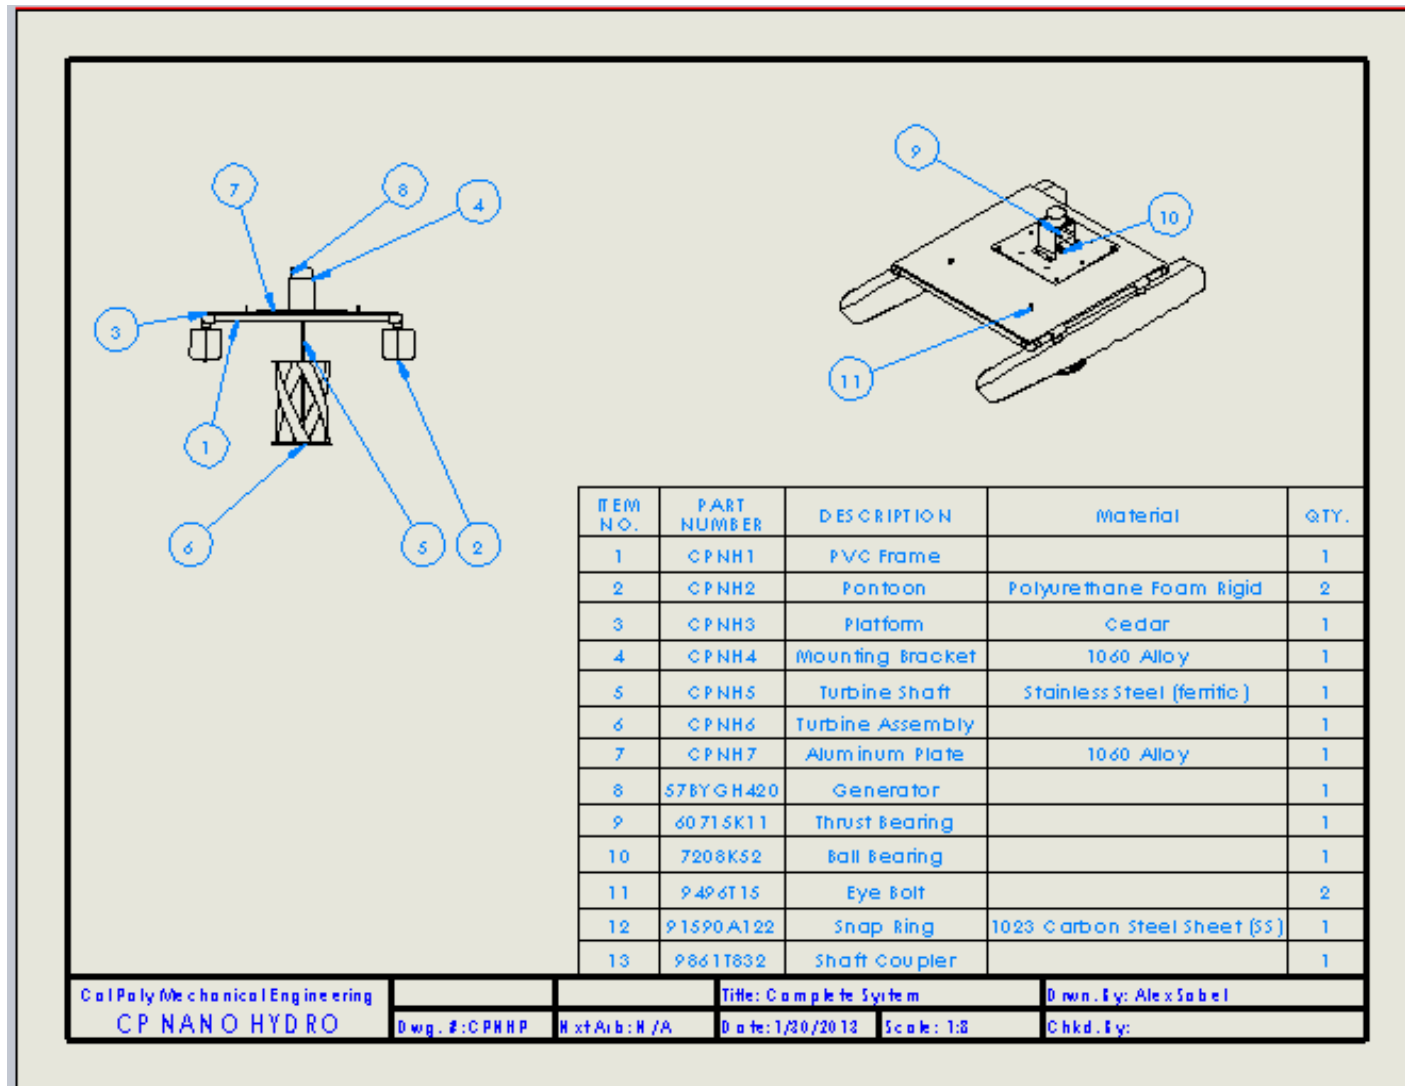 7
8
4
3
1
6
5
2
9
10
11
ITEM NO. PART NUMBER DESCRIPTION Material QTY.
1 CPNH1 PVC Frame 1
2 CPNH2 Pontoon Polyurethane Foam Rigid 2
3 CPNH3 Platform Cedar 1
4 CPNH4 Mounting Bracket 1060 Alloy 1
5 CPNH5 Turbine Shaft Stainless Steel (ferritic) 1
6 CPNH6 Turbine Assembly 1
7 CPNH7 Aluminum Plate 1060 Alloy 1
8 57BYGH420 Generator 1
9 60715K11 Thrust Bearing 1
10 7208K52 Ball Bearing 1
11 9496T15 Eye Bolt 2
12 91590A122 Snap Ring 1023 Carbon Steel Sheet (SS) 1
13 9861T832 Shaft Coupler 1
Cal Poly Mechanical Engineering
CP NANO HYDRO
Title: Complete System Drwn. By: Alex Sobel
Dwg. #: CPNHP Nxt Asb: N/A Date: 1/30/2013 Scale: 1:8 Chkd. By: